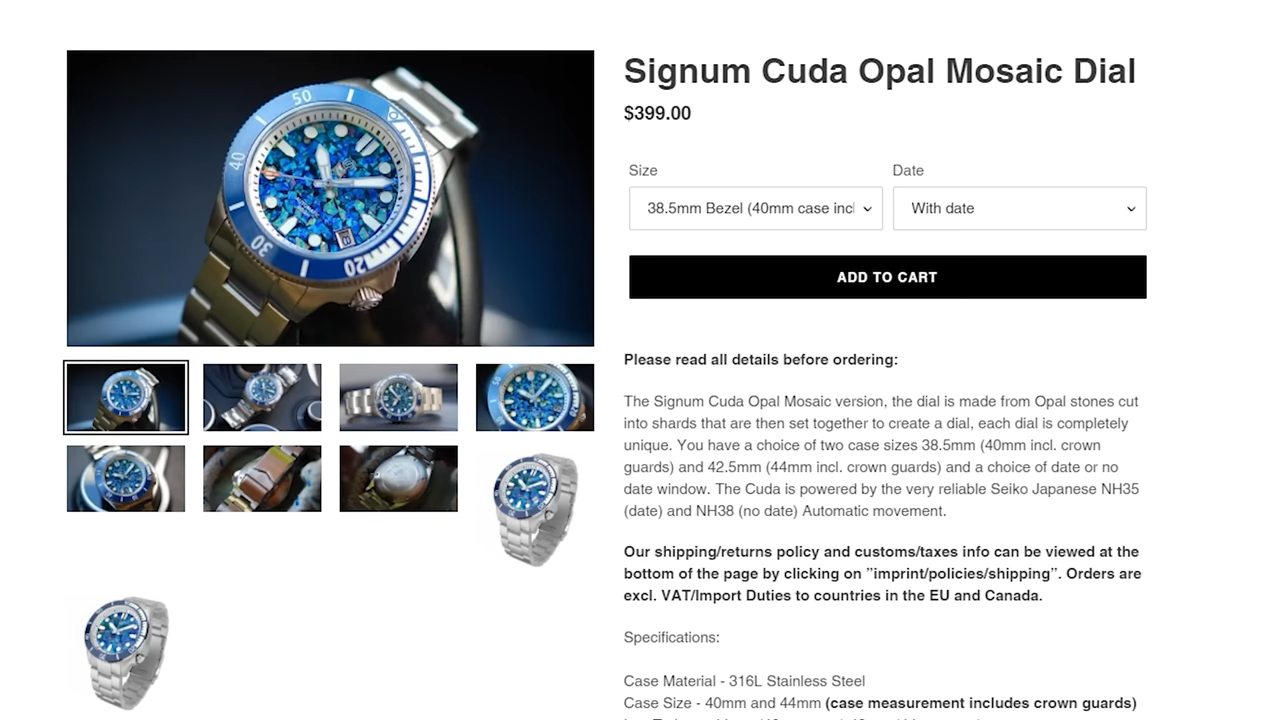 Signum Cuda Opal Mosaic Dial
$399.00
Size
Date
38.5mm Bezel (40mm case incl
With date
ADD TO CART
Please read all details before ordering:
The Signum Cuda Opal Mosaic version, the dial is made from Opal stones cut
into shards that are then set together to create a dial, each dial is completely
unique. You have a choice of two case sizes 38.5mm (40mm incl. crown
guards) and 42.5mm (44mm incl. crown guards) and a choice of date or no
date window. The Cuda is powered by the very reliable Seiko Japanese NH35
(date) and NH38 (no date) Automatic movement.
Our shipping/returns policy and customs/taxes info can be viewed at the
bottom of the page by clicking on ”imprint/policies/shipping”. Orders are
excl. VAT/Import Duties to countries in the EU and Canada.
Specifications:
Case Material - 316L Stainless Steel
Case Size - 40mm and 44mm (case measurement includes crown guards)
50
40
30
20